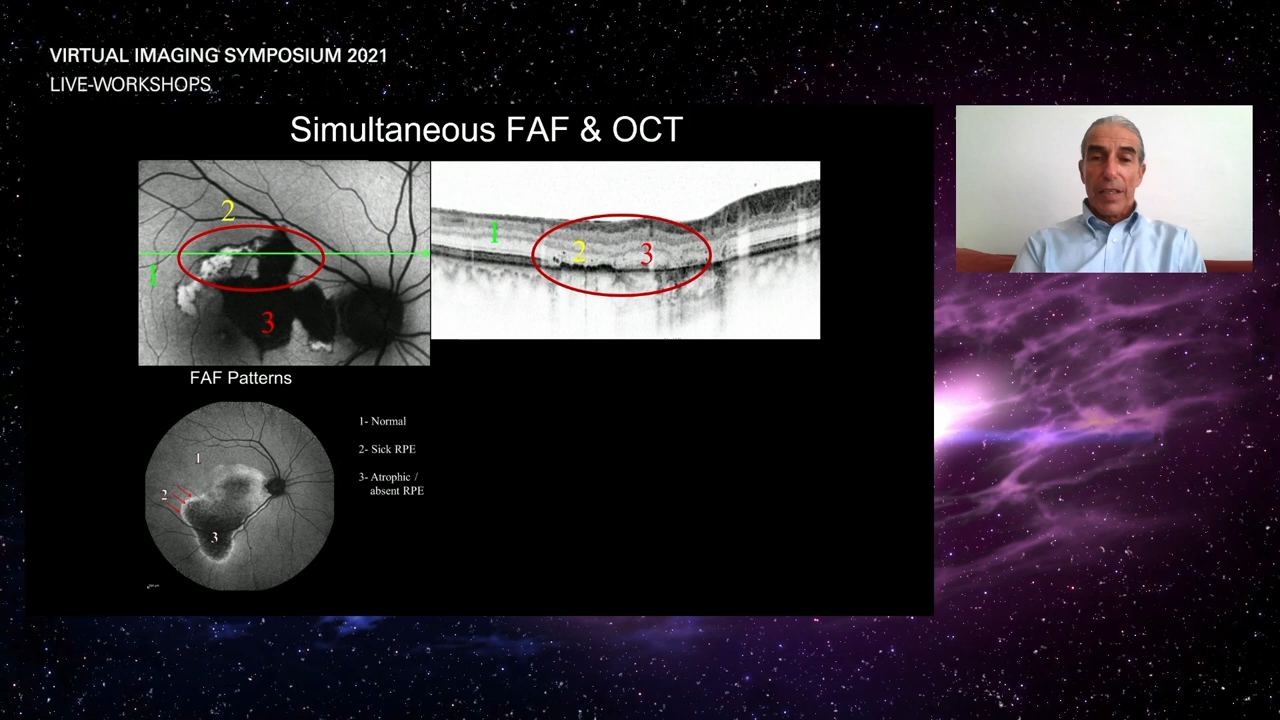 VIRTUAL IMAGING SYMPOSIUM 2021
LIVE-WORKSHOPS
Simultaneous FAF & OCT
2
1
3
1
2
3
FAF Patterns
1
2
3
1- Normal
2- Sick RPE
3- Atrophic /
absent RPE